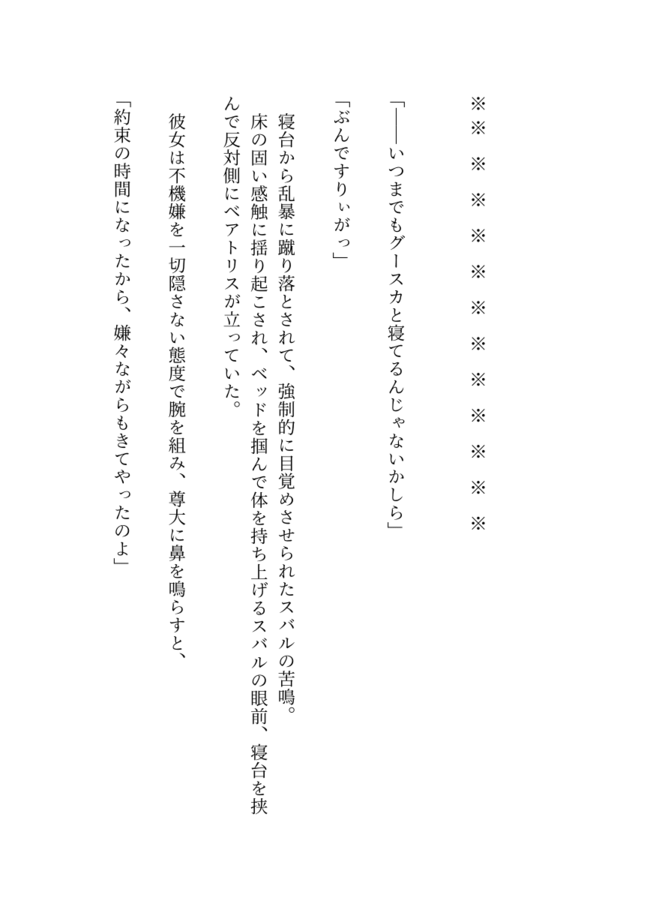 ※※　※　※　※　※　※　※　※　※　※　※　※
「――いつまでもグースカと寝てるんじゃないかしら」
「ぶんですりぃがっ」
　寝台から乱暴に蹴り落とされて、強制的に目覚めさせられたスバルの苦鳴。
　床の固い感触に揺り起こされ、ベッドを掴んで体を持ち上げるスバルの眼前、寝台を挟
んで反対側にベアトリスが立っていた。
　彼女は不機嫌を一切隠さない態度で腕を組み、尊大に鼻を鳴らすと、
「約束の時間になったから、嫌々ながらもきてやったのよ」